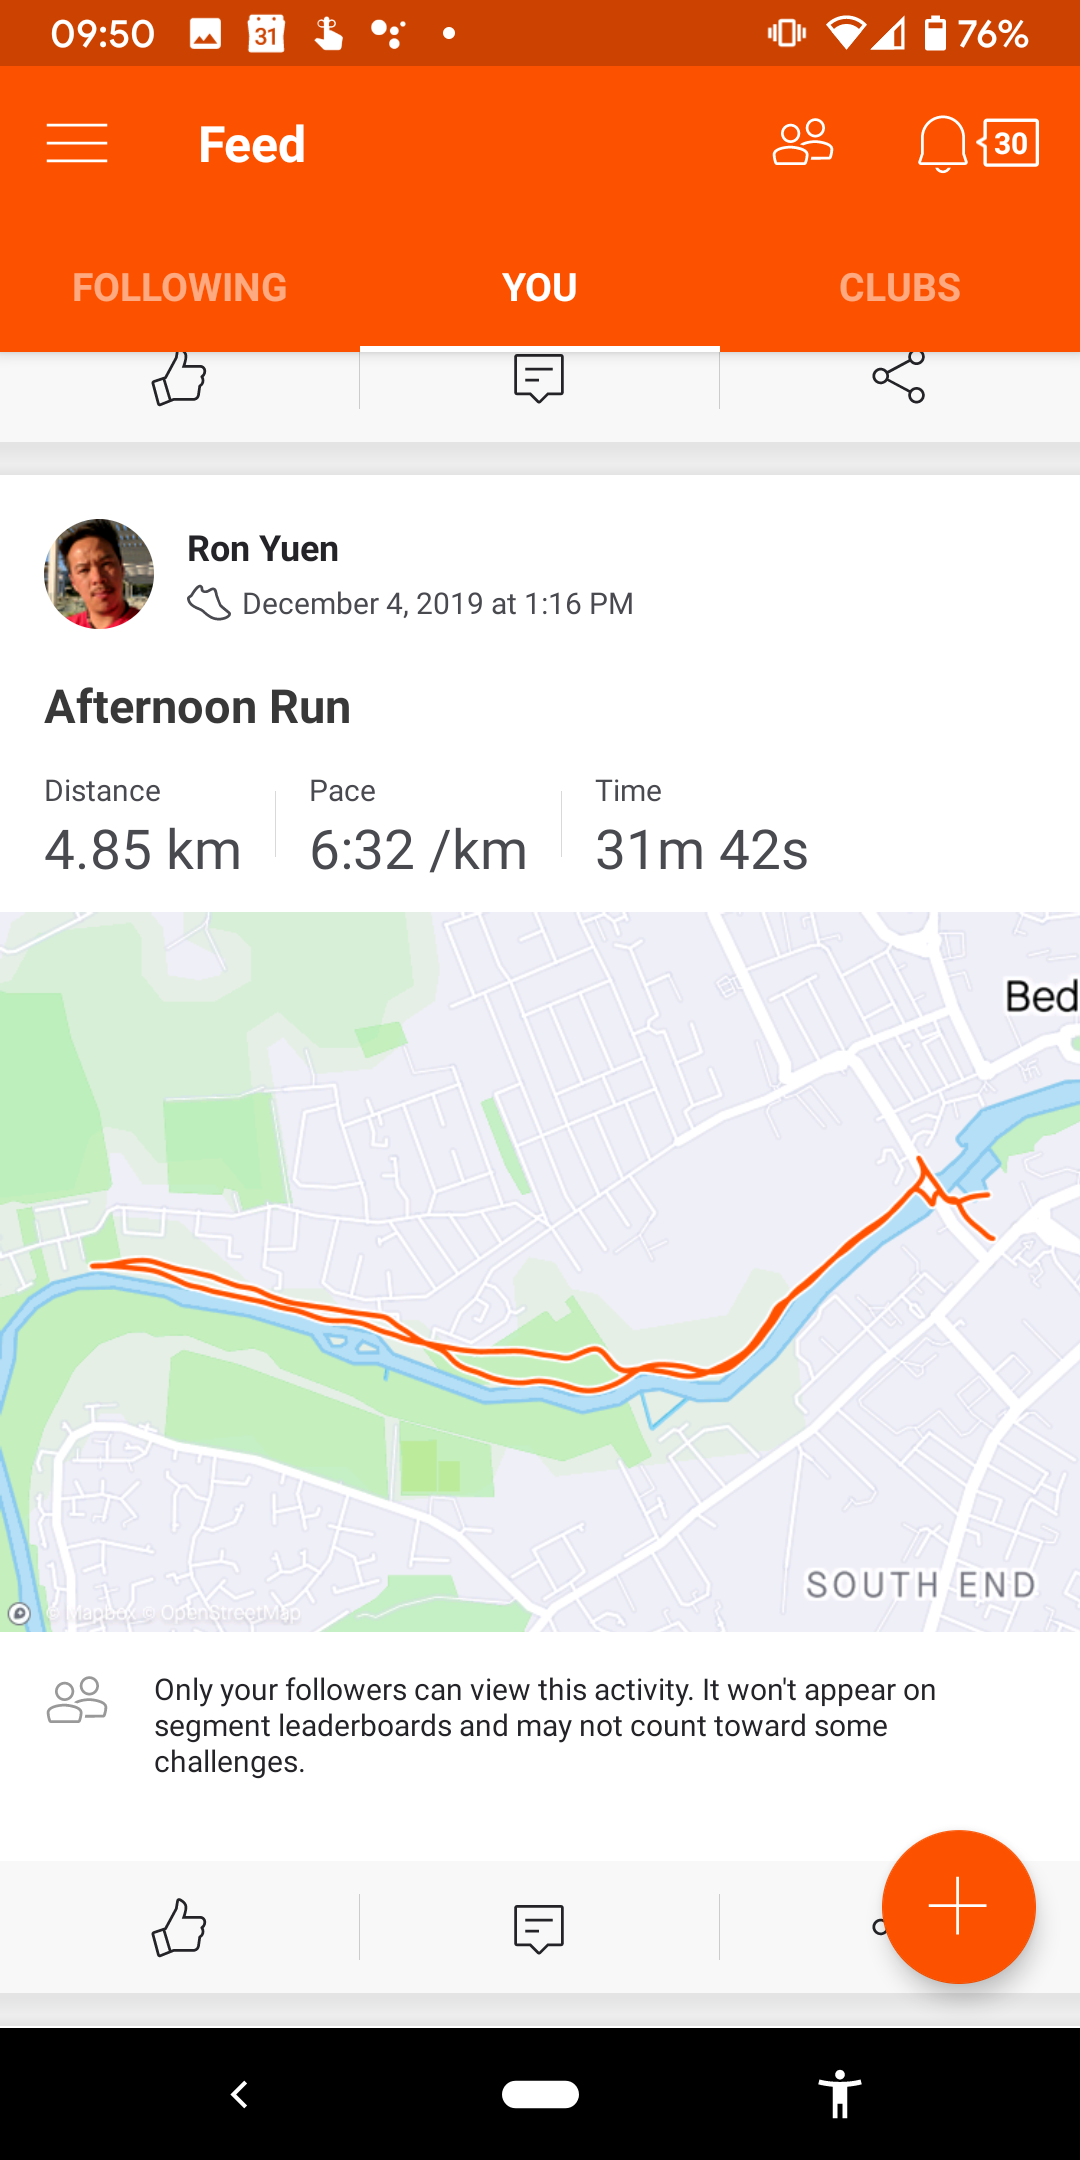 09:50 31 76%
Feed 30
FOLLOWING YOU CLUBS
Ron Yuen
December 4, 2019 at 1:16 PM
Afternoon Run
Distance Pace Time
4.85 km 6:32 /km 31m 42s
Bed
SOUTH END
© Mapbox © OpenStreetMap
Only your followers can view this activity. It won't appear on
segment leaderboards and may not count toward some
challenges.